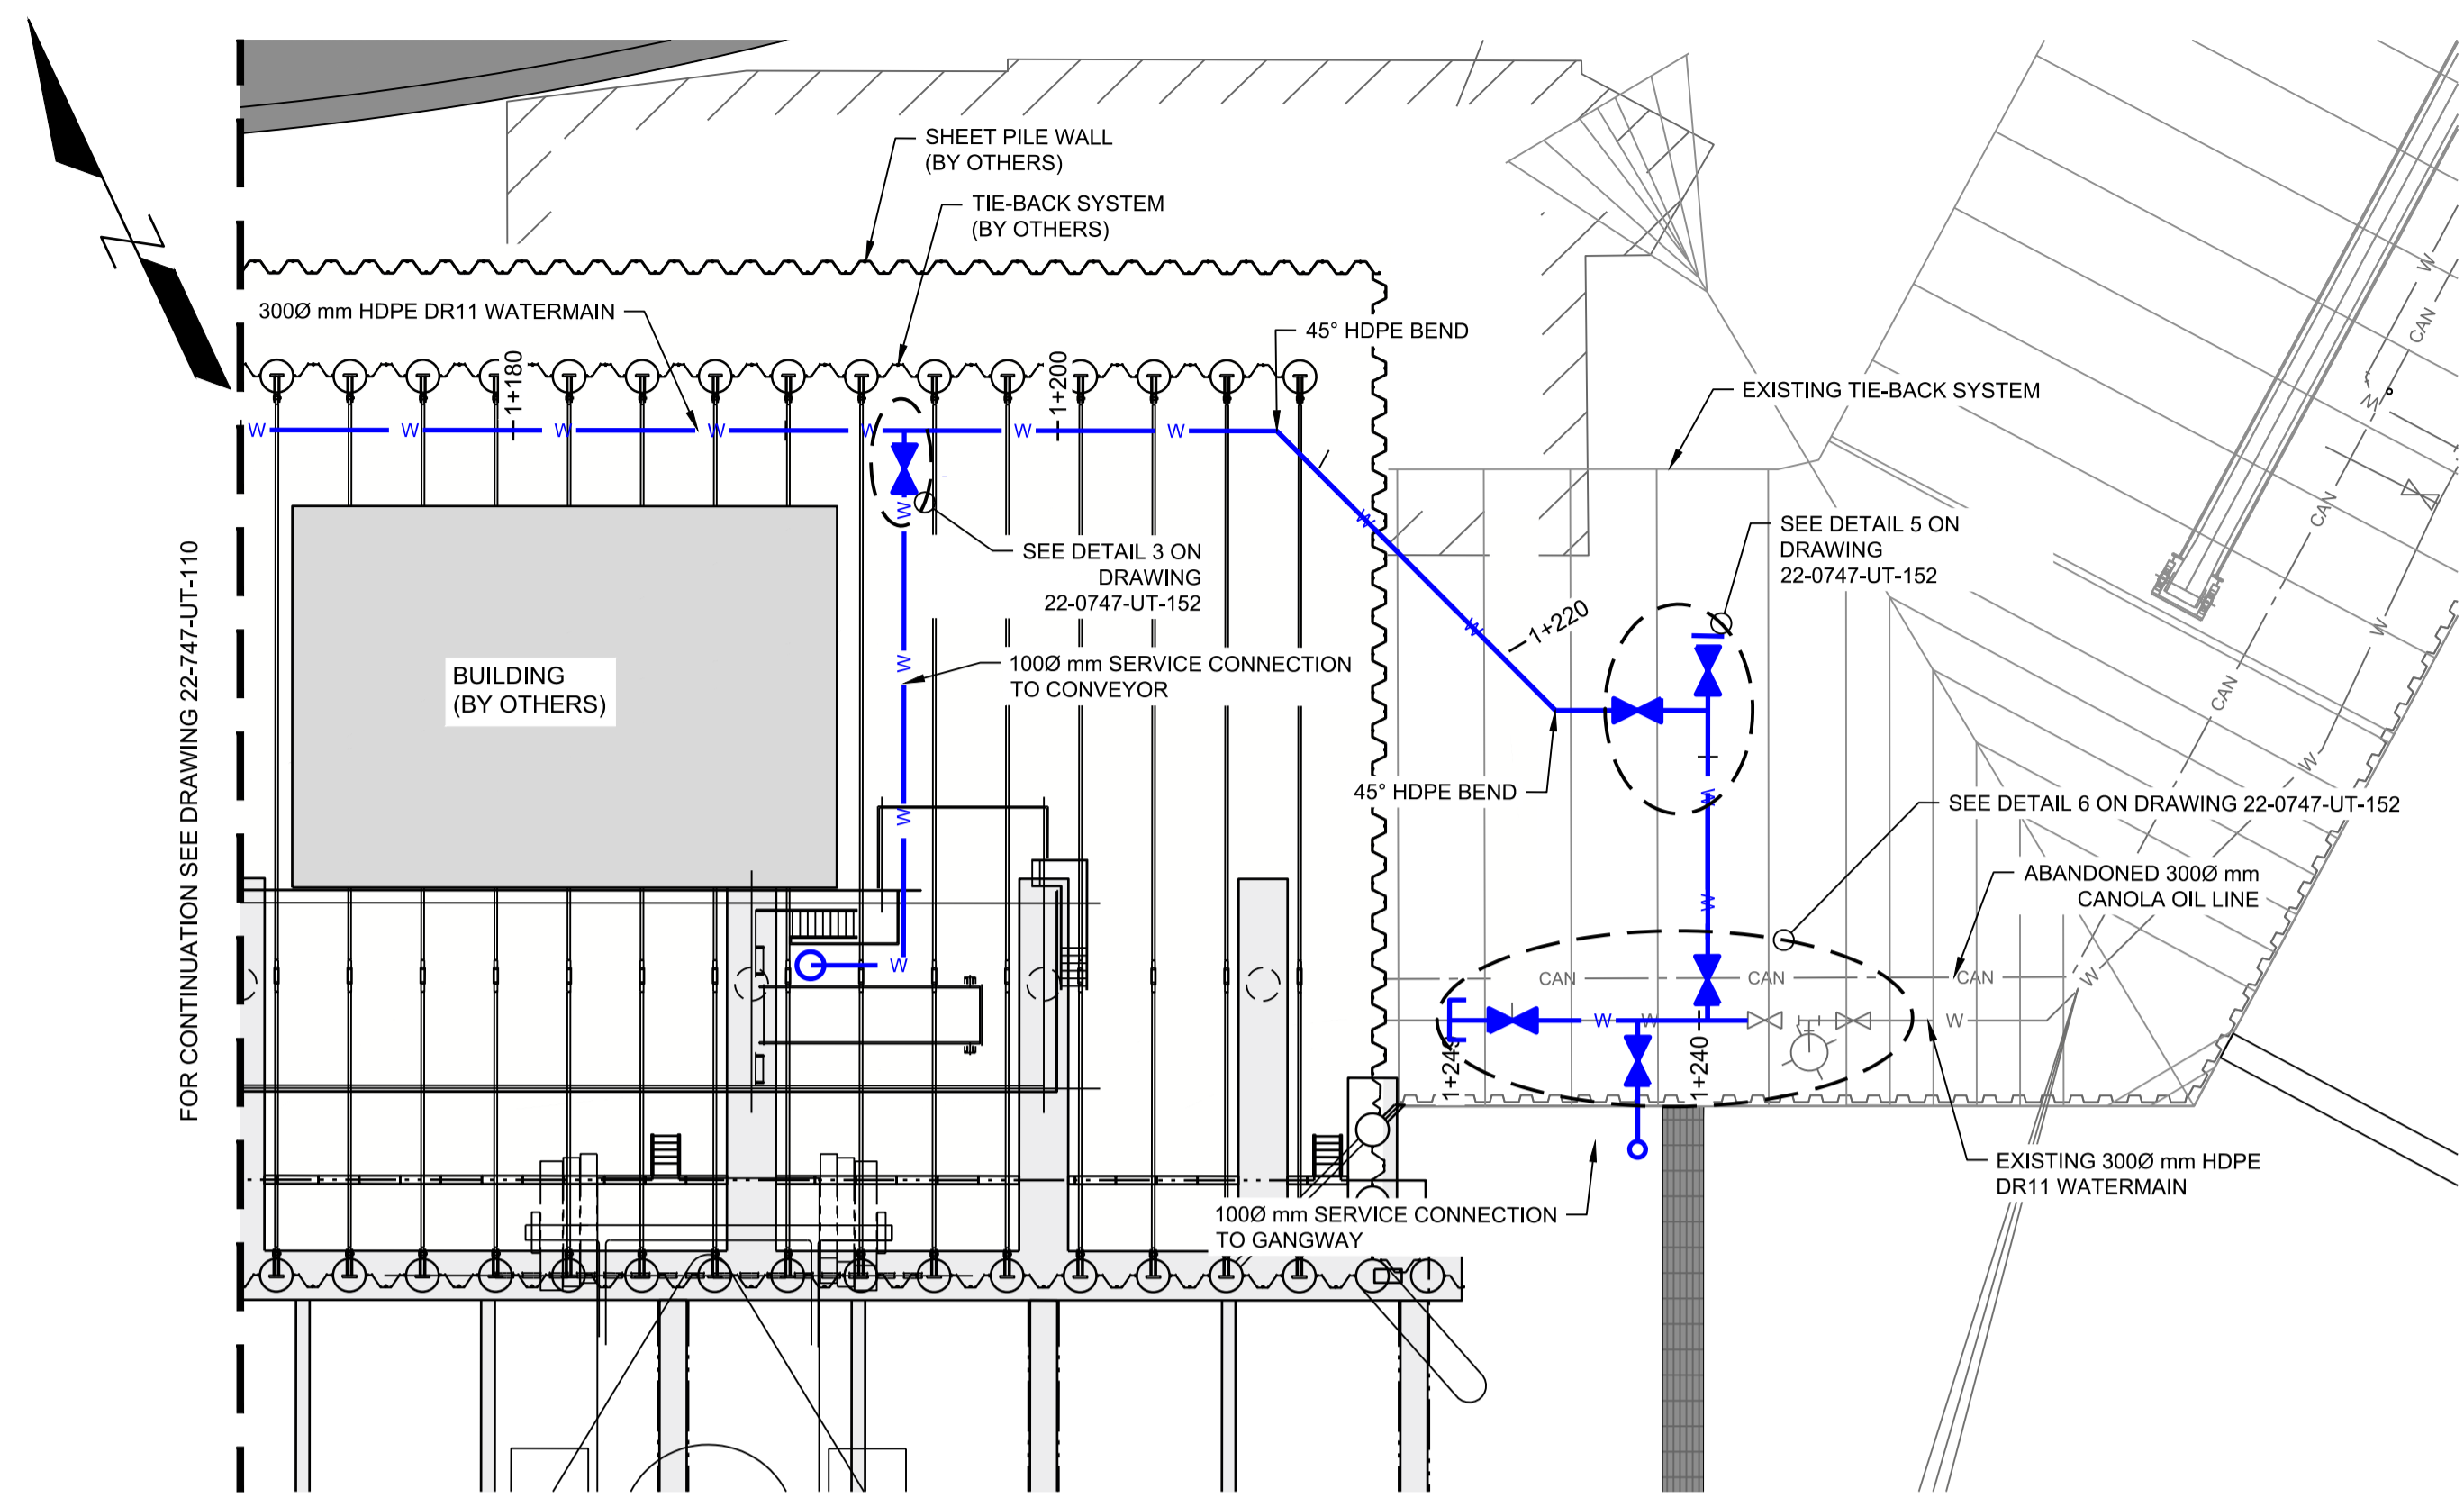 SHEET PILE WALL
(BY OTHERS)
TIE-BACK SYSTEM
(BY OTHERS)
300Ø mm HDPE DR11 WATERMAIN
45° HDPE BEND
1+180
1+200
EXISTING TIE-BACK SYSTEM
W
W
W
W
W
W
W
W
W
W
CAN
W
CAN
W
SEE DETAIL 5 ON
DRAWING
22-0747-UT-152
SEE DETAIL 3 ON
DRAWING
22-0747-UT-152
FOR CONTINUATION SEE DRAWING 22-747-UT-110
1+220
W
W
CAN
W
100Ø mm SERVICE CONNECTION
TO CONVEYOR
BUILDING
(BY OTHERS)
45° HDPE BEND
W
W
W
SEE DETAIL 6 ON DRAWING 22-0747-UT-152
ABANDONED 300Ø mm
CANOLA OIL LINE
W
W
CAN
CAN
CAN
W
W
W
W
1+240
EXISTING 300Ø mm HDPE
DR11 WATERMAIN
100Ø mm SERVICE CONNECTION
TO GANGWAY